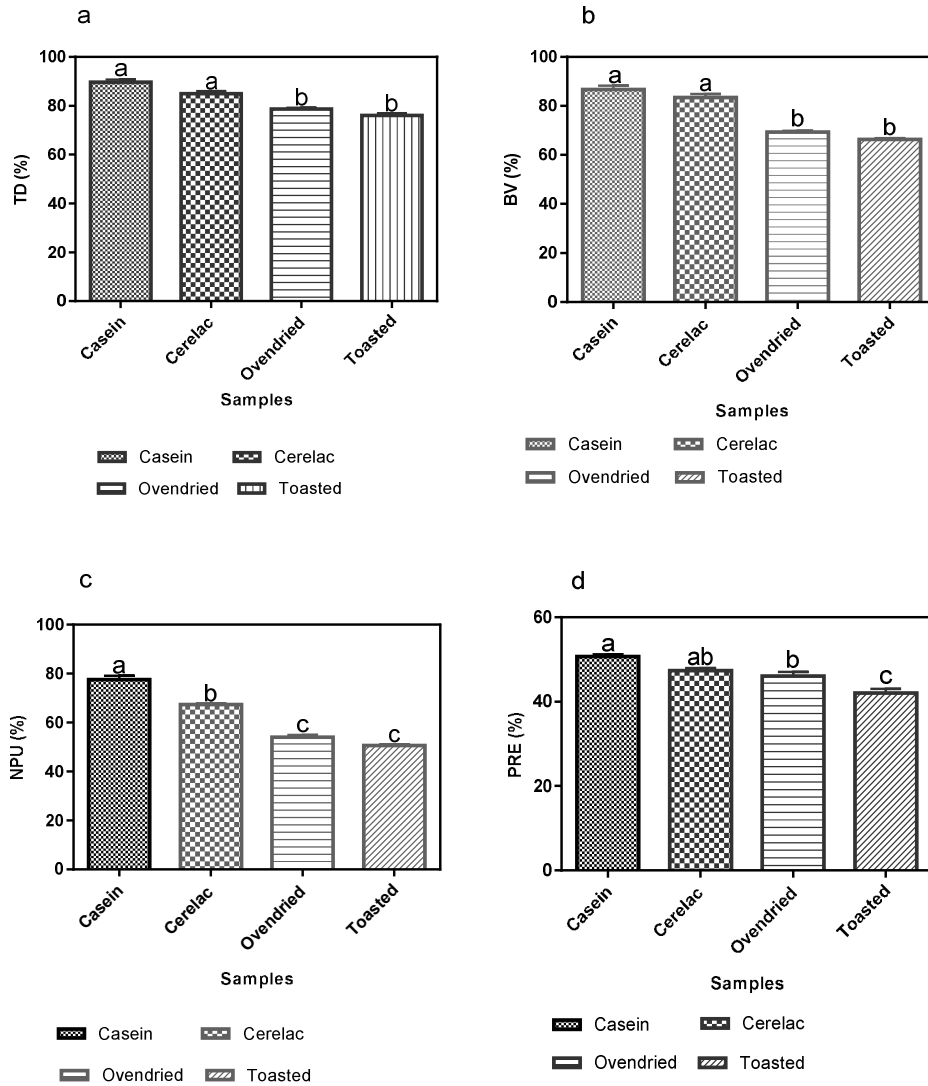 a
100
80
60
40
20
0
TD (%)
a
a
b
b
Casein
Cerelac
Ovendried
Toasted
Samples
Casein
Cerelac
Ovendried
Toasted
b
100
80
60
40
20
0
BV (%)
a
a
b
b
Casein
Cerelac
Ovendried
Toasted
Samples
Casein
Cerelac
Ovendried
Toasted
c
100
80
60
40
20
0
NPU (%)
a
b
c
c
Casein
Cerelac
Ovendried
Toasted
Samples
Casein
Cerelac
Ovendried
Toasted
d
60
40
20
0
PRE (%)
a
ab
b
c
Casein
Cerelac
Ovendried
Toasted
Samples
Casein
Cerelac
Ovendried
Toasted